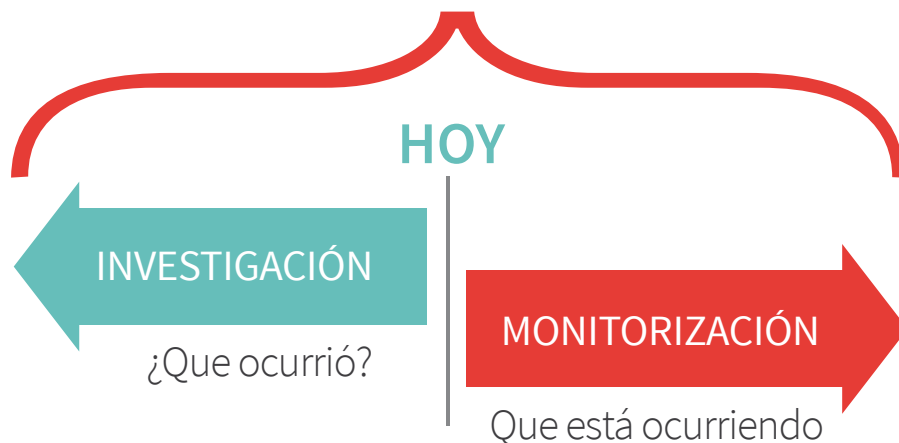 HOY
INVESTIGACIÓN
¿Que ocurrió?
MONITORIZACIÓN
Que está ocurriendo